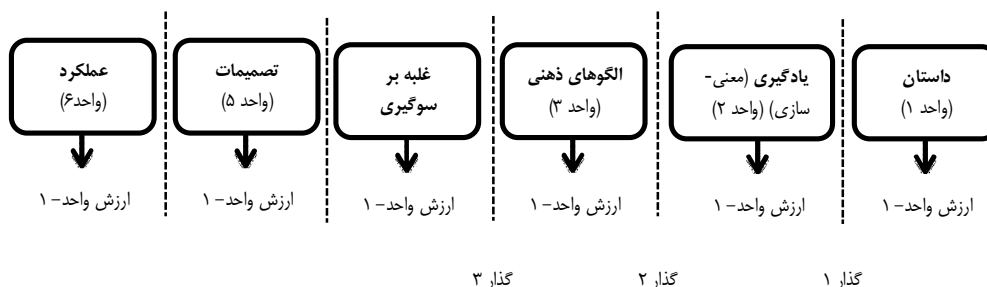 داستان
(واحد ۱)
یادگیری (معنی-
سازی) (واحد ۲)
الگوهای ذهنی
(واحد ۳)
غلبه بر
سوگیری
تصمیمات
(واحد ۵)
عملکرد
(واحد۶)
ارزش واحد- ۱
ارزش واحد- ۱
ارزش واحد- ۱
ارزش واحد- ۱
ارزش واحد- ۱
ارزش واحد- ۱
گذار ۱
گذار ۲
گذار ۳